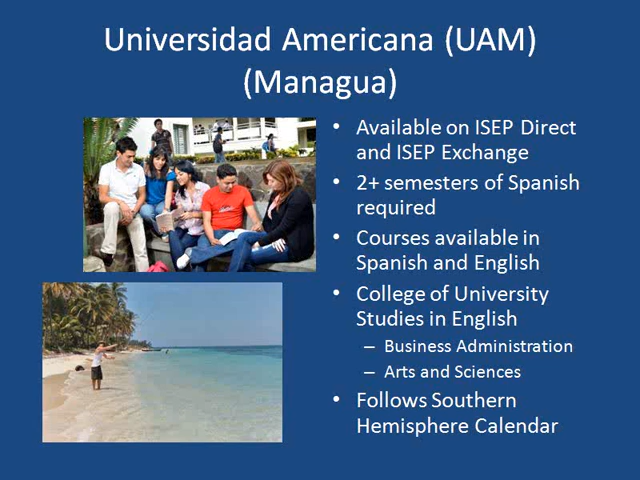 Universidad Americana (UAM)
(Managua)
• Available on ISEP Direct
and ISEP Exchange
• 2+ semesters of Spanish
required
• Courses available in
Spanish and English
• College of University
Studies in English
– Business Administration
– Arts and Sciences
• Follows Southern
Hemisphere Calendar